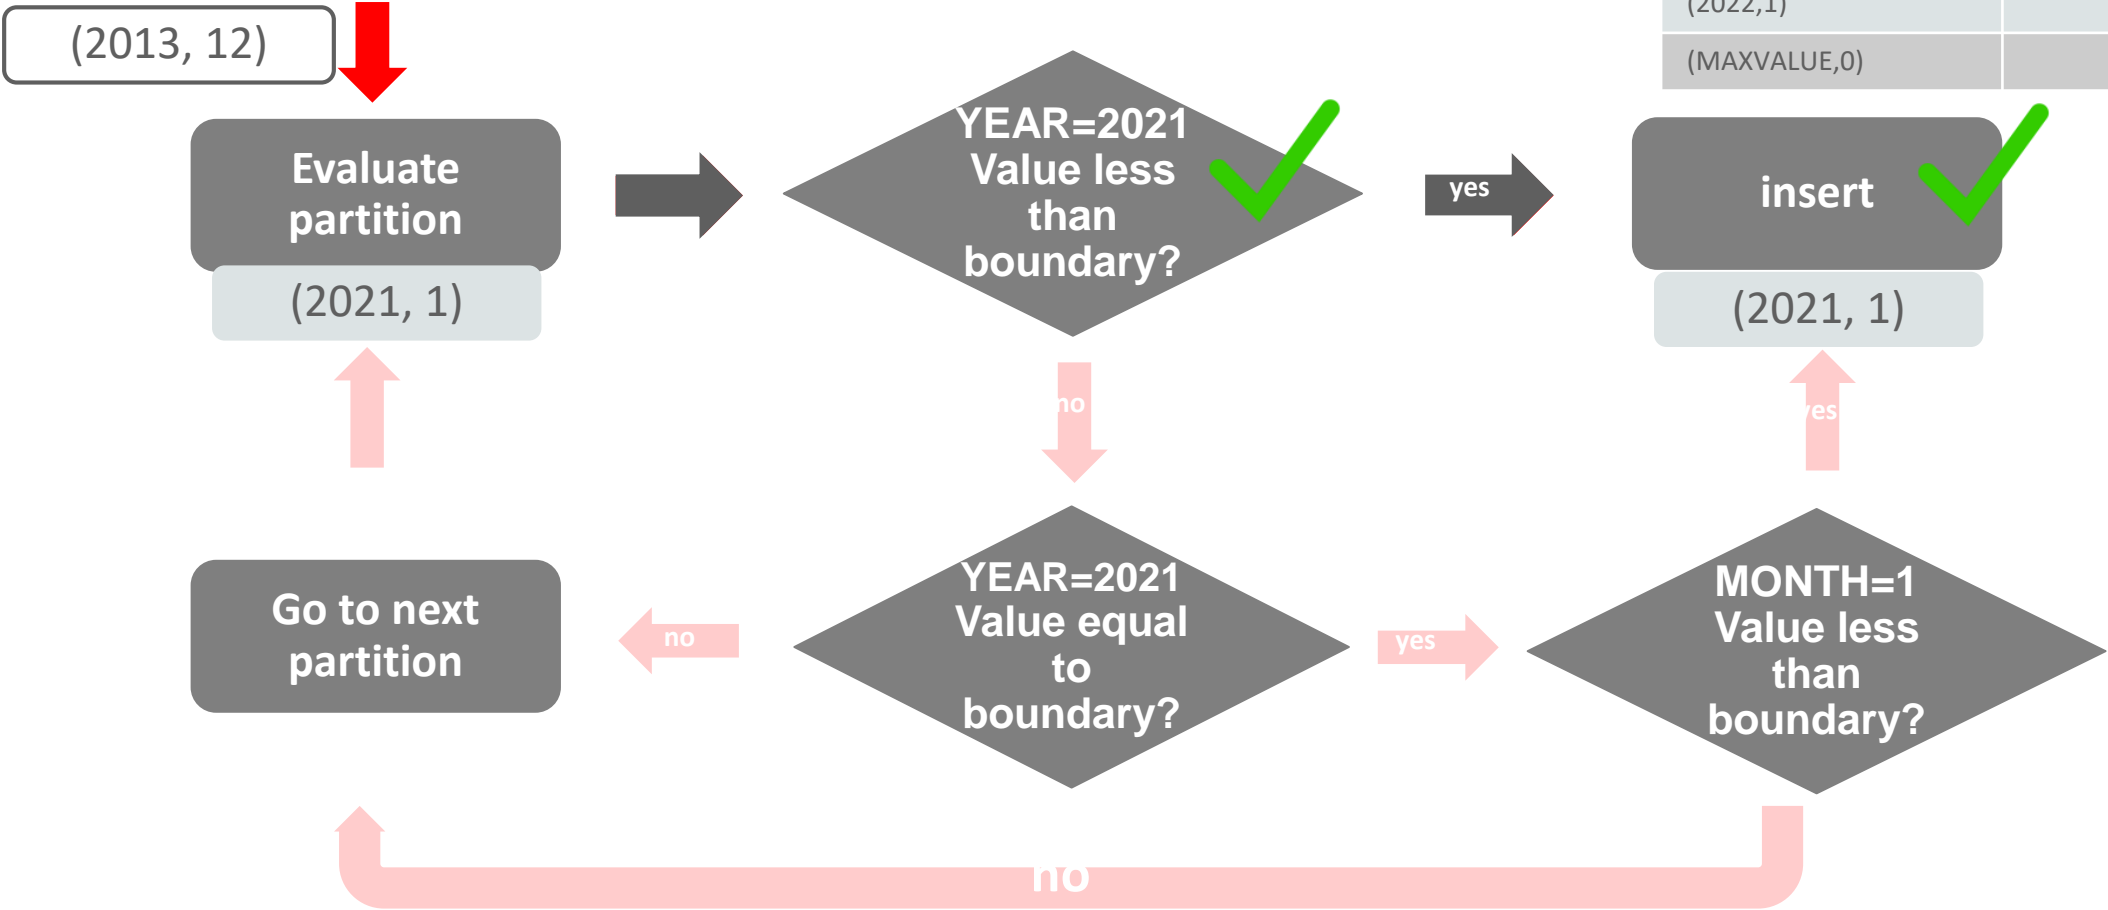 (2022,1)
(2013, 12)
(MAXVALUE,0)
Evaluate
partition
(2021, 1)
YEAR=2021
Value less
than
boundary?
yes
insert
(2021, 1)
no
yes
Go to next
partition
no
YEAR=2021
Value equal
to
boundary?
yes
MONTH=1
Value less
than
boundary?
no